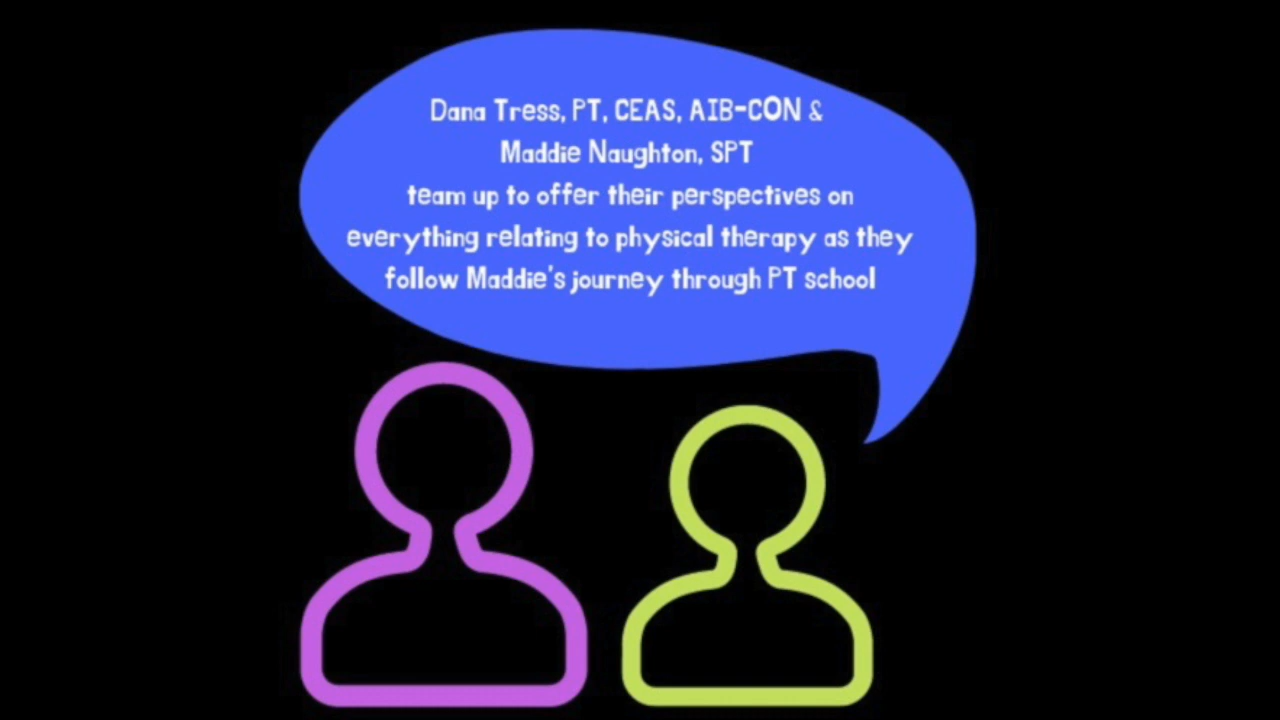 Dana Tress, PT, CEAS, AIB-CON &
Maddie Naughton, SPT
team up to offer their perspectives on
everything relating to physical therapy as they
follow Maddie's journey through PT school